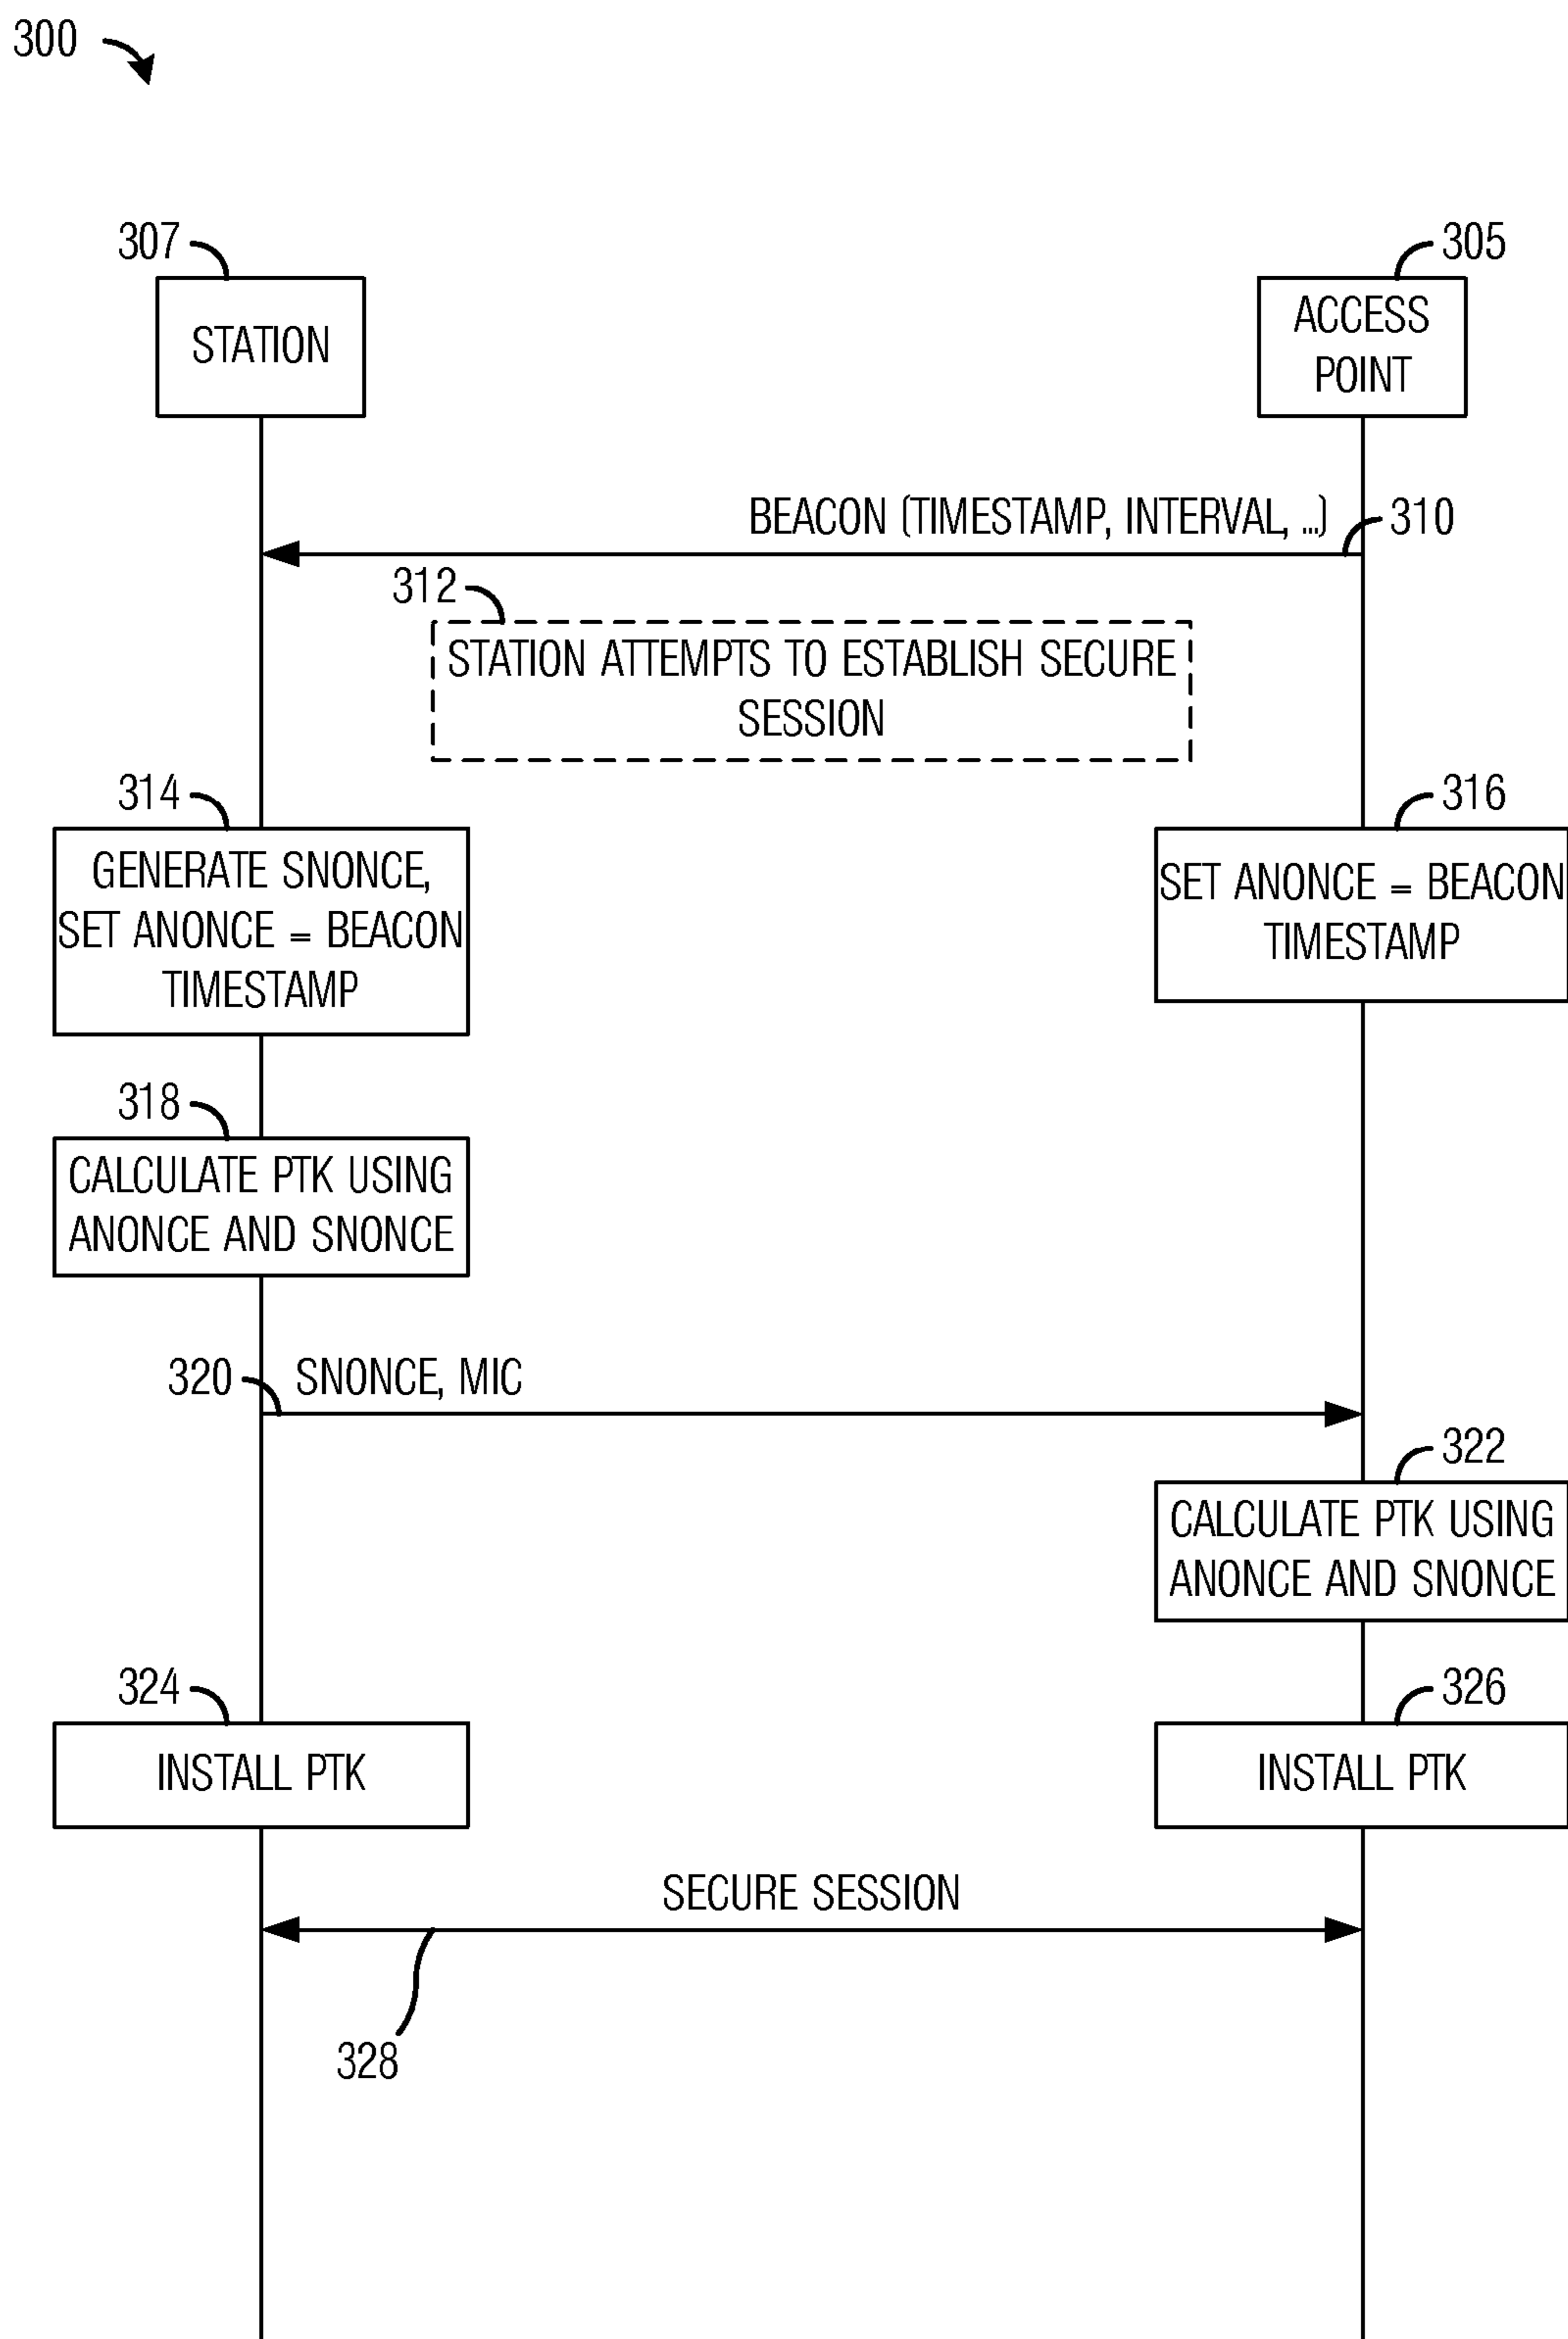 300
307
305
STATION
ACCESS
POINT
BEACON (TIMESTAMP, INTERVAL, ...)
310
312
STATION ATTEMPTS TO ESTABLISH SECURE
SESSION
314
316
GENERATE SNONCE,
SET ANONCE = BEACON
TIMESTAMP
SET ANONCE = BEACON
TIMESTAMP
318
CALCULATE PTK USING
ANONCE AND SNONCE
320
SNONCE, MIC
322
CALCULATE PTK USING
ANONCE AND SNONCE
324
326
INSTALL PTK
INSTALL PTK
SECURE SESSION
328